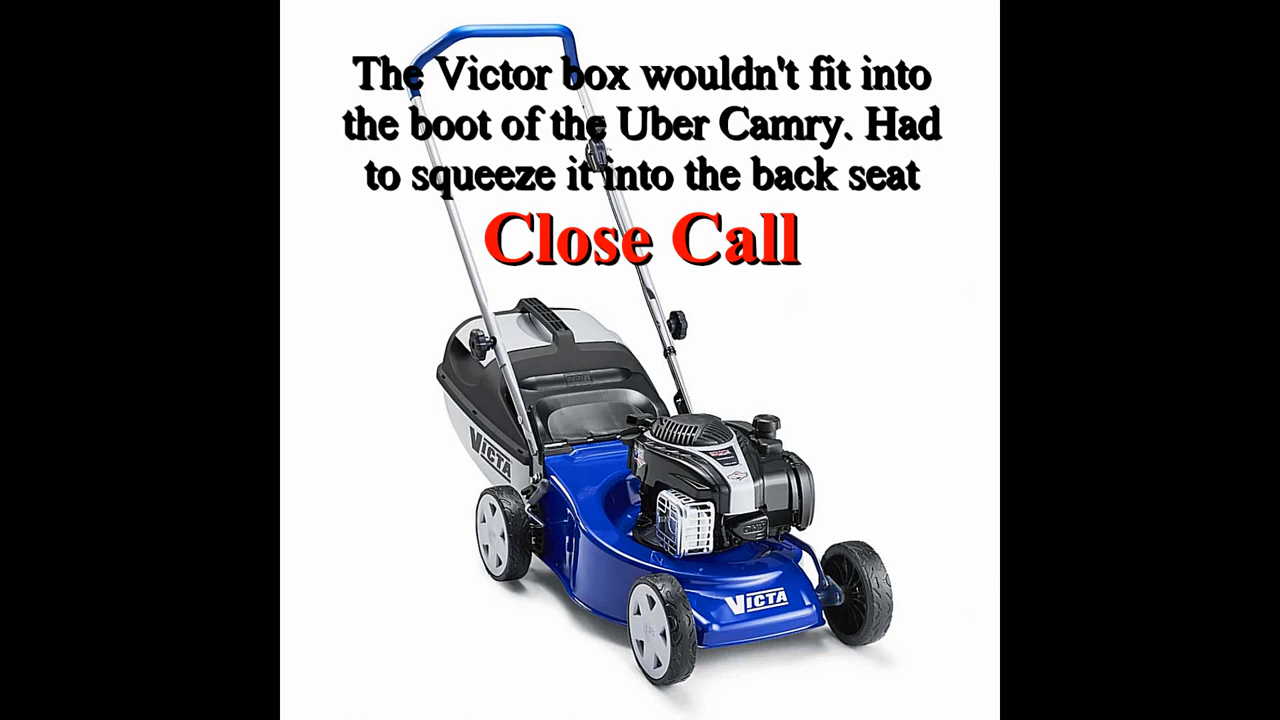 The Victor box wouldn't fit into
the boot of the Uber Camry. Had
to squeeze it into the back seat
Close Call
VICTA
VICTA